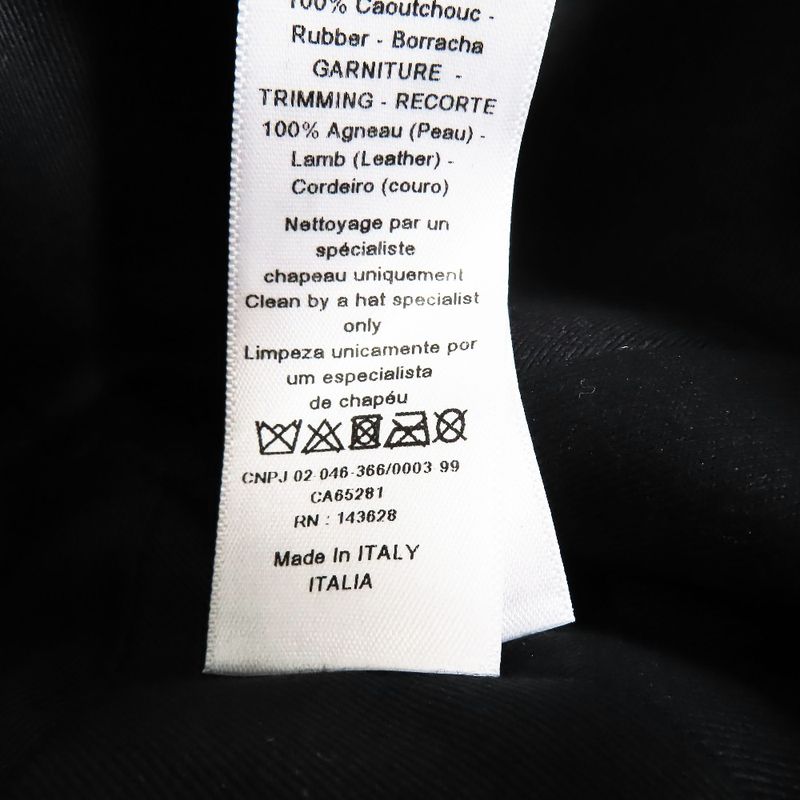 100% Caoutchouc -
Rubber - Borracha
GARNITURE -
TRIMMING - RECORTE
100% Agneau (Peau) -
Lamb (Leather) -
Cordeiro (couro)
Nettoyage par un
spécialiste
chapeau uniquement
Clean by a hat specialist
only
Limpeza unicamente por
um especialista
de chapéu
CNPJ 02-046-366/0003-99
CA65281
RN : 143628
Made In ITALY
ITALIA